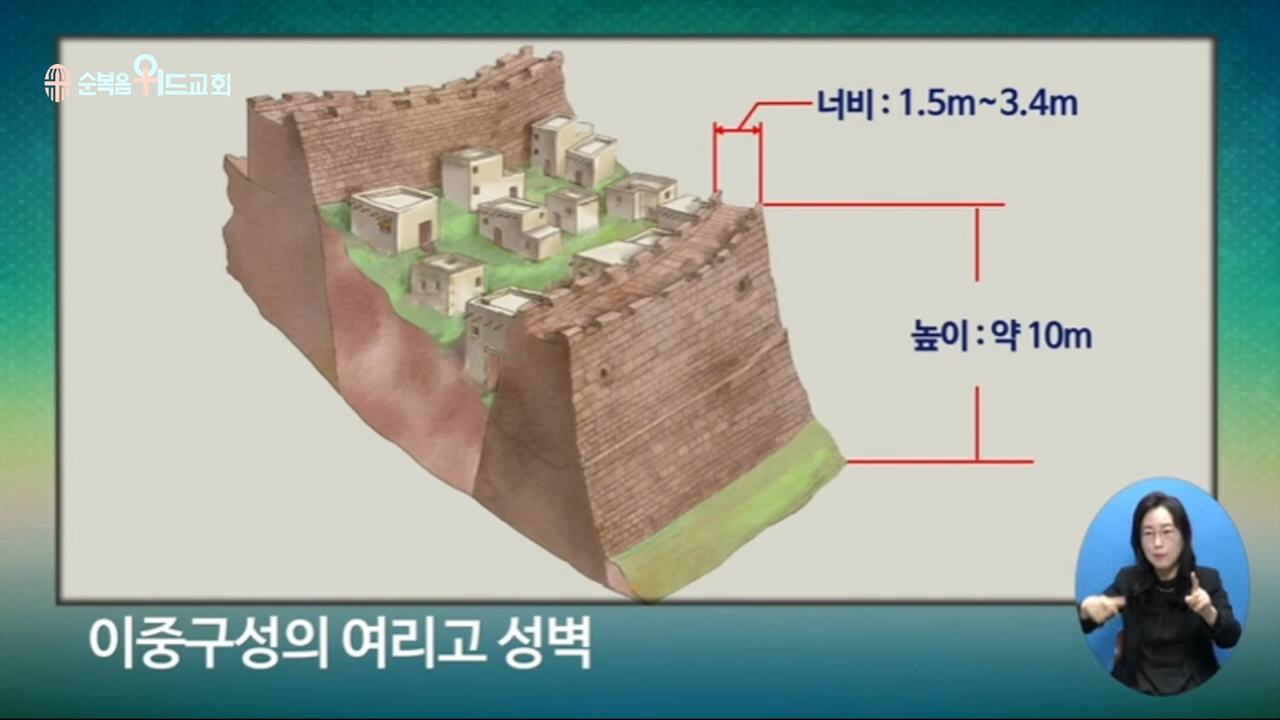 순복음위드교회
너비 : 1.5m~3.4m
높이 : 약 10m
이중구성의 여리고 성벽